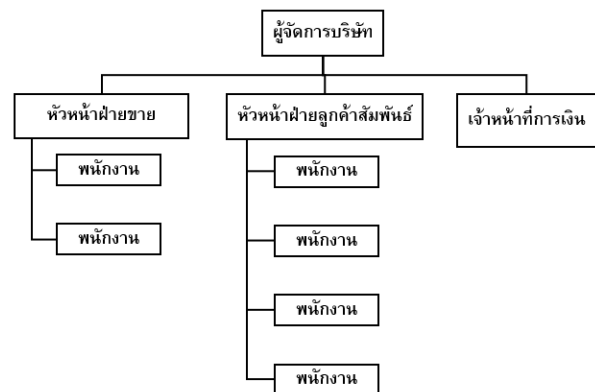 ผู้จัดการบริษัท
หัวหน้าฝ่ายขาย
หัวหน้าฝ่ายลูกค้าสัมพันธ์
เจ้าหน้าที่การเงิน
พนักงาน
พนักงาน
พนักงาน
พนักงาน
พนักงาน
พนักงาน